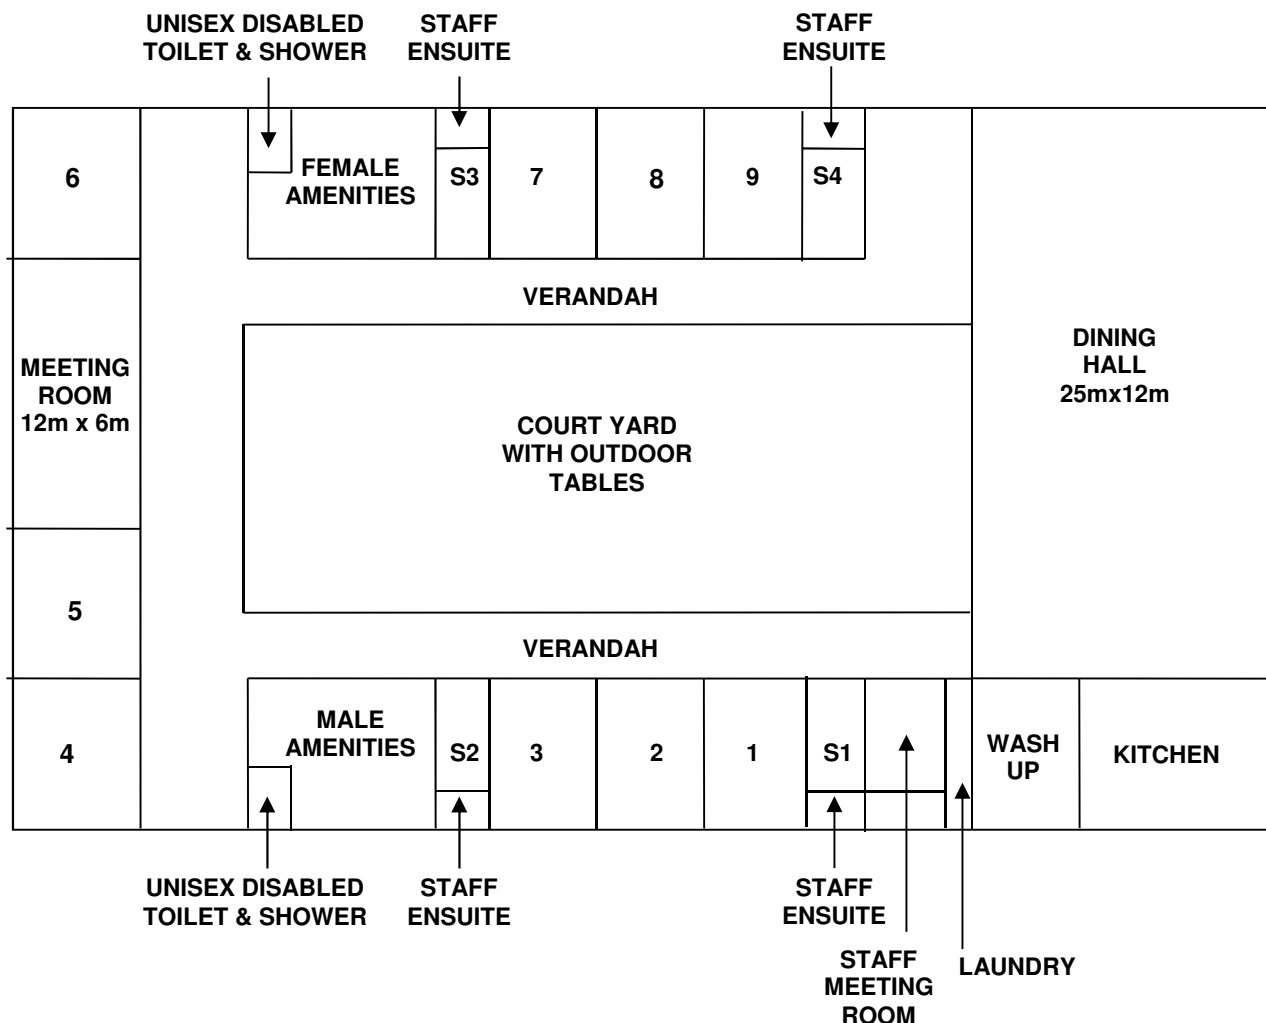 UNISEX DISABLED
TOILET & SHOWER
STAFF
ENSUITE
STAFF
ENSUITE
6
FEMALE
AMENITIES
S3
7
8
9
S4
VERANDAH
MEETING
ROOM
12m x 6m
COURT YARD
WITH OUTDOOR
TABLES
DINING
HALL
25mx12m
5
VERANDAH
4
MALE
AMENITIES
S2
3
2
1
S1
WASH
UP
KITCHEN
UNISEX DISABLED
TOILET & SHOWER
STAFF
ENSUITE
STAFF
ENSUITE
STAFF
MEETING
ROOM
LAUNDRY